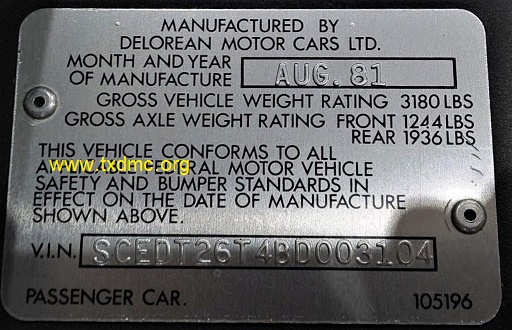 MANUFACTURED BY
DELOREAN MOTOR CARS LTD.
MONTH AND YEAR
OF MANUFACTURE AUG. 81
GROSS VEHICLE WEIGHT RATING 3180 LBS
GROSS AXLE WEIGHT RATING FRONT 1244 LBS
REAR 1936 LBS
THIS VEHICLE CONFORMS TO ALL
www.txdmc.org
MOTOR VEHICLE
SAFETY AND BUMPER STANDARDS IN
EFFECT ON THE DATE OF MANUFACTURE
SHOWN ABOVE.
V.I.N. SCEDT26T4BD003104
PASSENGER CAR. 105196